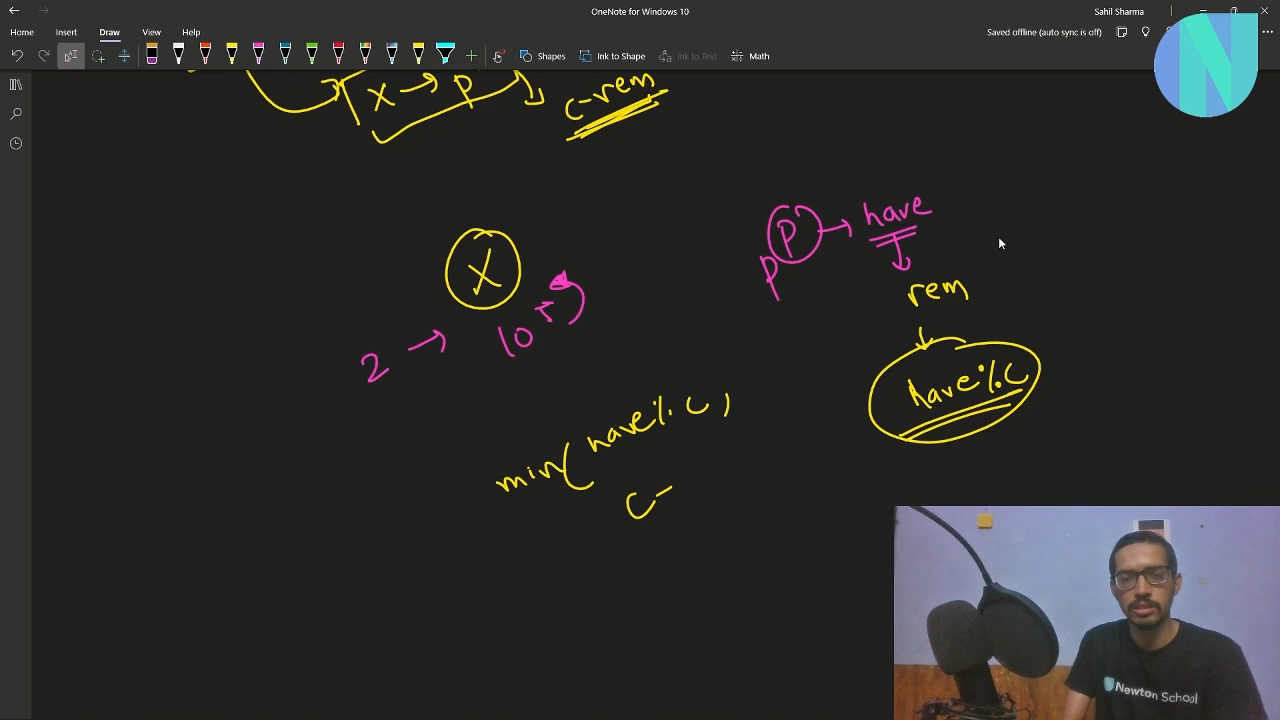 OneNote for Windows 10
Sahil Sharma
Home Insert Draw View Help
Saved offline (auto sync is off)
Shapes Ink to Shape Ink to Text Math
X → p
c-rem
p P → have
rem
have % c
X
2 → 10^5
min( have % c,
c-
Newton School